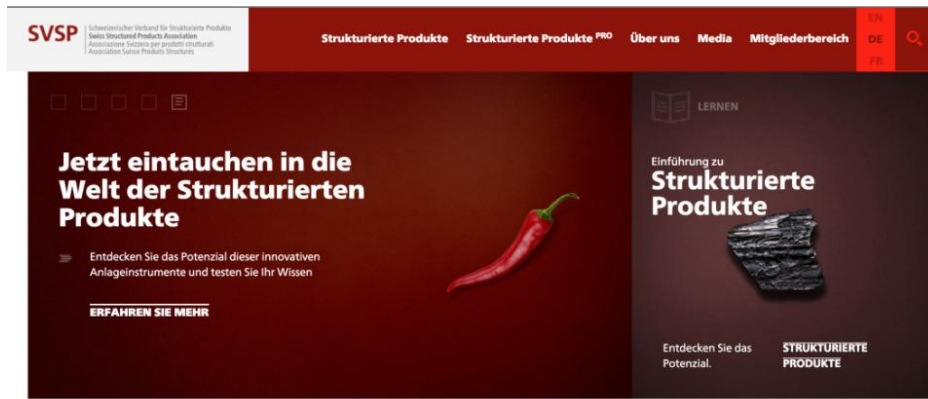 SVSP
Schweizerischer Verband für Strukturierte Produkte
Swiss Structured Products Association
Associazione Svizzera per prodotti strutturati
Association Suisse Produits Structurés
Strukturierte Produkte
Strukturierte Produkte PRO
Über uns
Media
Mitgliederbereich
EN
DE
FR
Jetzt eintauchen in die
Welt der Strukturierten
Produkte
Entdecken Sie das Potenzial dieser innovativen
Anlageinstrumente und testen Sie Ihr Wissen
ERFAHREN SIE MEHR
LERNEN
Einführung zu
Strukturierte
Produkte
Entdecken Sie das
Potenzial.
STRUKTURIERTE
PRODUKTE